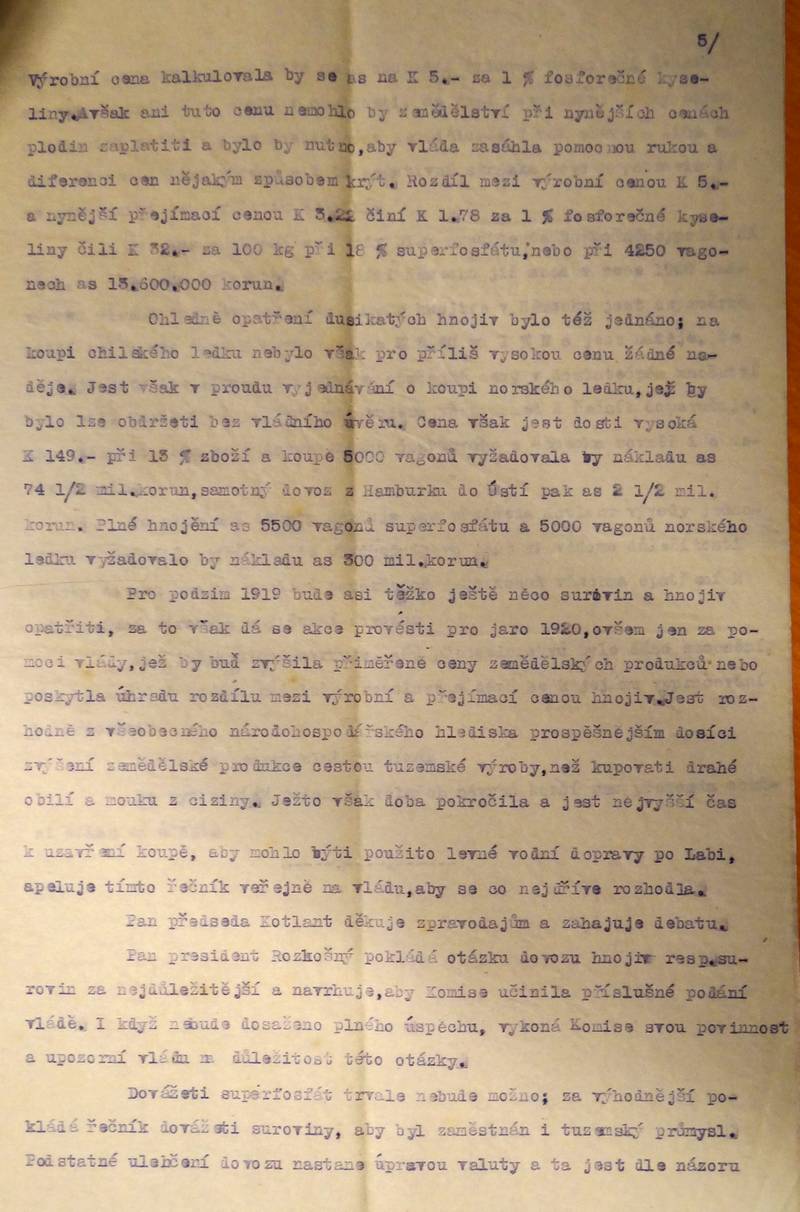 5/
Výrobní cena kalkulovala by se as na K 5.- za 1 % fosforečné kyse-
liny.Avšak ani tuto cenu nemohlo by zemědělství při nynějších cenách
plodin zaplatiti a bylo by nutno,aby vláda zasáhla pomocnou rukou a
diferenci cen nějakým způsobem krýt. Rozdíl mezi výrobní cenou K 5.-
a nynější přejímací cenou K 3.22 činí K 1.78 za 1 % fosforečné kyse-
liny čili K 32.- za 100 kg při 18 % superfosfátu,nebo při 4250 vago-
nech as 13,600.000 korun.
Ohledně opatření dusikatých hnojiv bylo též jednáno; na
koupi chilského ledku nebylo však pro příliš vysokou cenu žádné na-
děje. Jest však v proudu vyjednávání o koupi norského ledku,jež by
bylo lze obdržeti bez vládního úvěru. Cena však jest dosti vysoká
K 149.- při 13 % zboží a koupě 5000 vagonů vyžadovala by nákladu as
74 1/2 mil.korun,samotný dovoz z Hamburku do Ústí pak as 2 1/2 mil.
korun. Plné hnojění as 5500 vagonů superfosfátu a 5000 vagonů norského
ledku vyžadovalo by nákladu as 300 mil.korun.
Pro podzim 1919 bude asi těžko ještě něco surovin a hnojiv
opatřiti, za to však dá se akce provésti pro jaro 1920,ovšem jen za po-
moci vlády,jež by buď zvýšila přiměřeně ceny zemědělských produkců nebo
poskytla úhradu rozdílu mezi výrobní a přejímací cenou hnojiv.Jest roz-
hodně z všeobecného národohospodářského hlediska prospěšnějším docíci
zvýšení zemědělské produkce cestou tuzemské výroby,než kupovati drahé
obilí a mouku z ciziny. Ježto však doba pokročila a jest nejvyšší čas
k uzavření koupě, aby mohlo býti použito levné vodní dopravy po Labi,
apeluje tímto řečník veřejně na vládu,aby se co nejdříve rozhodla.
Pan předseda Kotlant děkuje zpravodajům a zahajuje debatu.
Pan president Rozkošný pokládá otázku dovozu hnojiv resp.su-
rovin za nejdůležitější a navrhuje,aby Komise učinila příslušné podání
vládě. I když nebude dosaženo plného úspěchu, vykoná Komise svou povinnost
a upozorní vládu na důležitost této otázky.
Dovážeti superfosfát trvale nebude možno; za výhodnější po-
kládá řečník dovážeti suroviny, aby byl zaměstnán i tuzemský průmysl.
Podstatné ulehčení dovozu nastane úpravou valuty a ta jest dle názoru